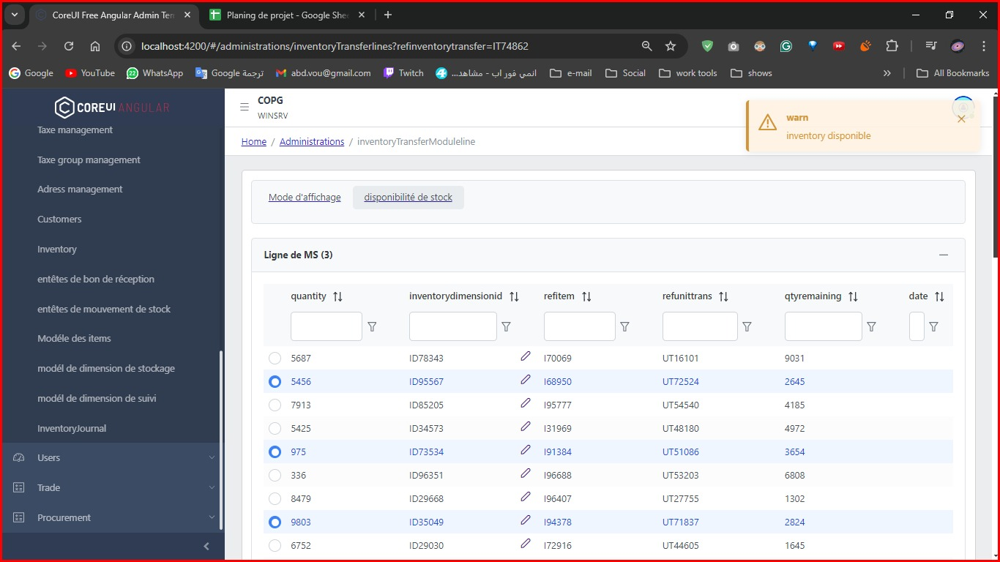 CoreUI Free Angular Admin Tem
Planing de projet - Google Shee
localhost:4200/#/administrations/inventoryTransferlines?refinventorytransfer=IT74862
Google YouTube WhatsApp Google ترجمة abd.vou@gmail.com Twitch انمي فور اب - مشاهد... e-mail Social work tools shows » All Bookmarks
COREUI ANGULAR
Taxe management
Taxe group management
Adress management
Customers
Inventory
entêtes de bon de réception
entêtes de mouvement de stock
Modéle des items
modél de dimension de stockage
modél de dimension de suivi
InventoryJournal
Users
Trade
Procurement
COPG
WINSRV
warn
inventory disponible
Home / Administrations / inventoryTransferModuleline
Mode d'affichage disponibilité de stock
Ligne de MS (3)
quantity inventorydimensionid refitem refunittrans qtyremaining date
5687 ID78343 I70069 UT16101 9031
5456 ID95567 I68950 UT72524 2645
7913 ID85205 I95777 UT54540 4185
5425 ID34573 I31969 UT48180 4972
975 ID73534 I91384 UT51086 3654
336 ID96351 I96688 UT53203 6808
8479 ID29668 I96407 UT27755 1302
9803 ID35049 I94378 UT71837 2824
6752 ID29030 I72916 UT44605 1645